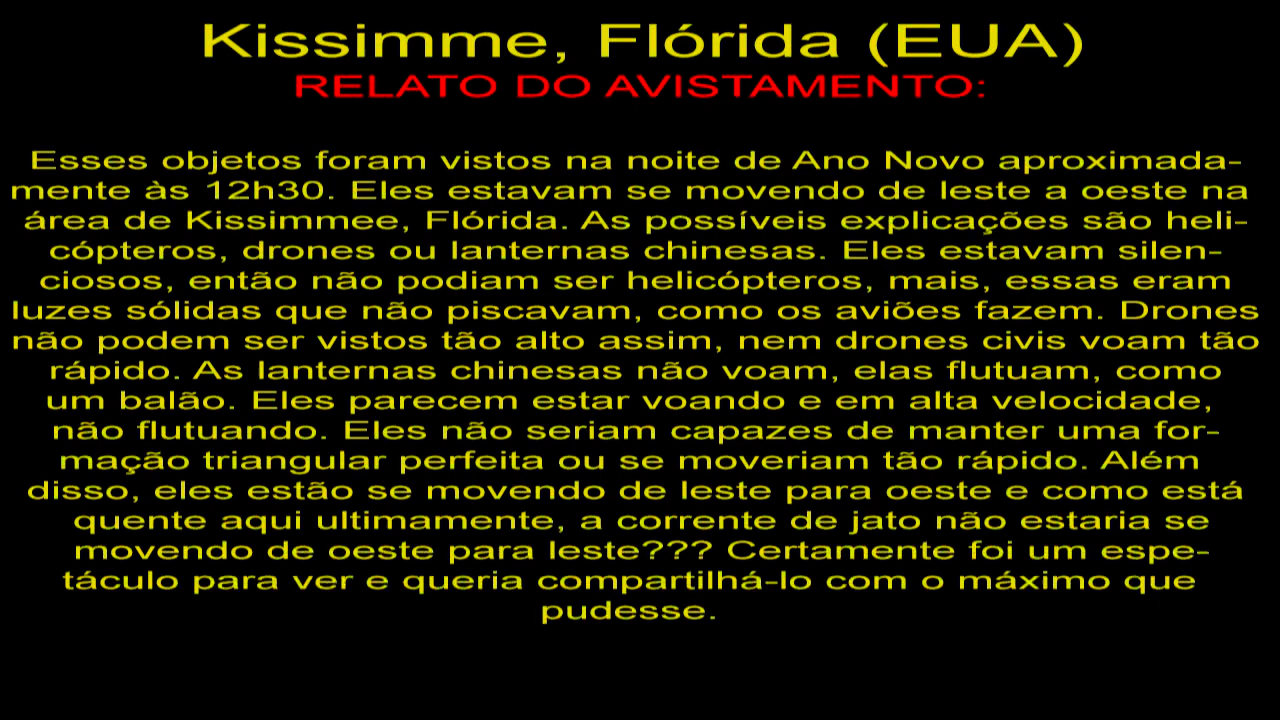 Kissimme, Flórida (EUA)
RELATO DO AVISTAMENTO:
Esses objetos foram vistos na noite de Ano Novo aproximada-
mente às 12h30. Eles estavam se movendo de leste a oeste na
área de Kissimmee, Flórida. As possíveis explicações são heli-
cópteros, drones ou lanternas chinesas. Eles estavam silen-
ciosos, então não podiam ser helicópteros, mais, essas eram
luzes sólidas que não piscavam, como os aviões fazem. Drones
não podem ser vistos tão alto assim, nem drones civis voam tão
rápido. As lanternas chinesas não voam, elas flutuam, como
um balão. Eles parecem estar voando e em alta velocidade,
não flutuando. Eles não seriam capazes de manter uma for-
mação triangular perfeita ou se moveriam tão rápido. Além
disso, eles estão se movendo de leste para oeste e como está
quente aqui ultimamente, a corrente de jato não estaria se
movendo de oeste para leste??? Certamente foi um espe-
táculo para ver e queria compartilhá-lo com o máximo que
pudesse.